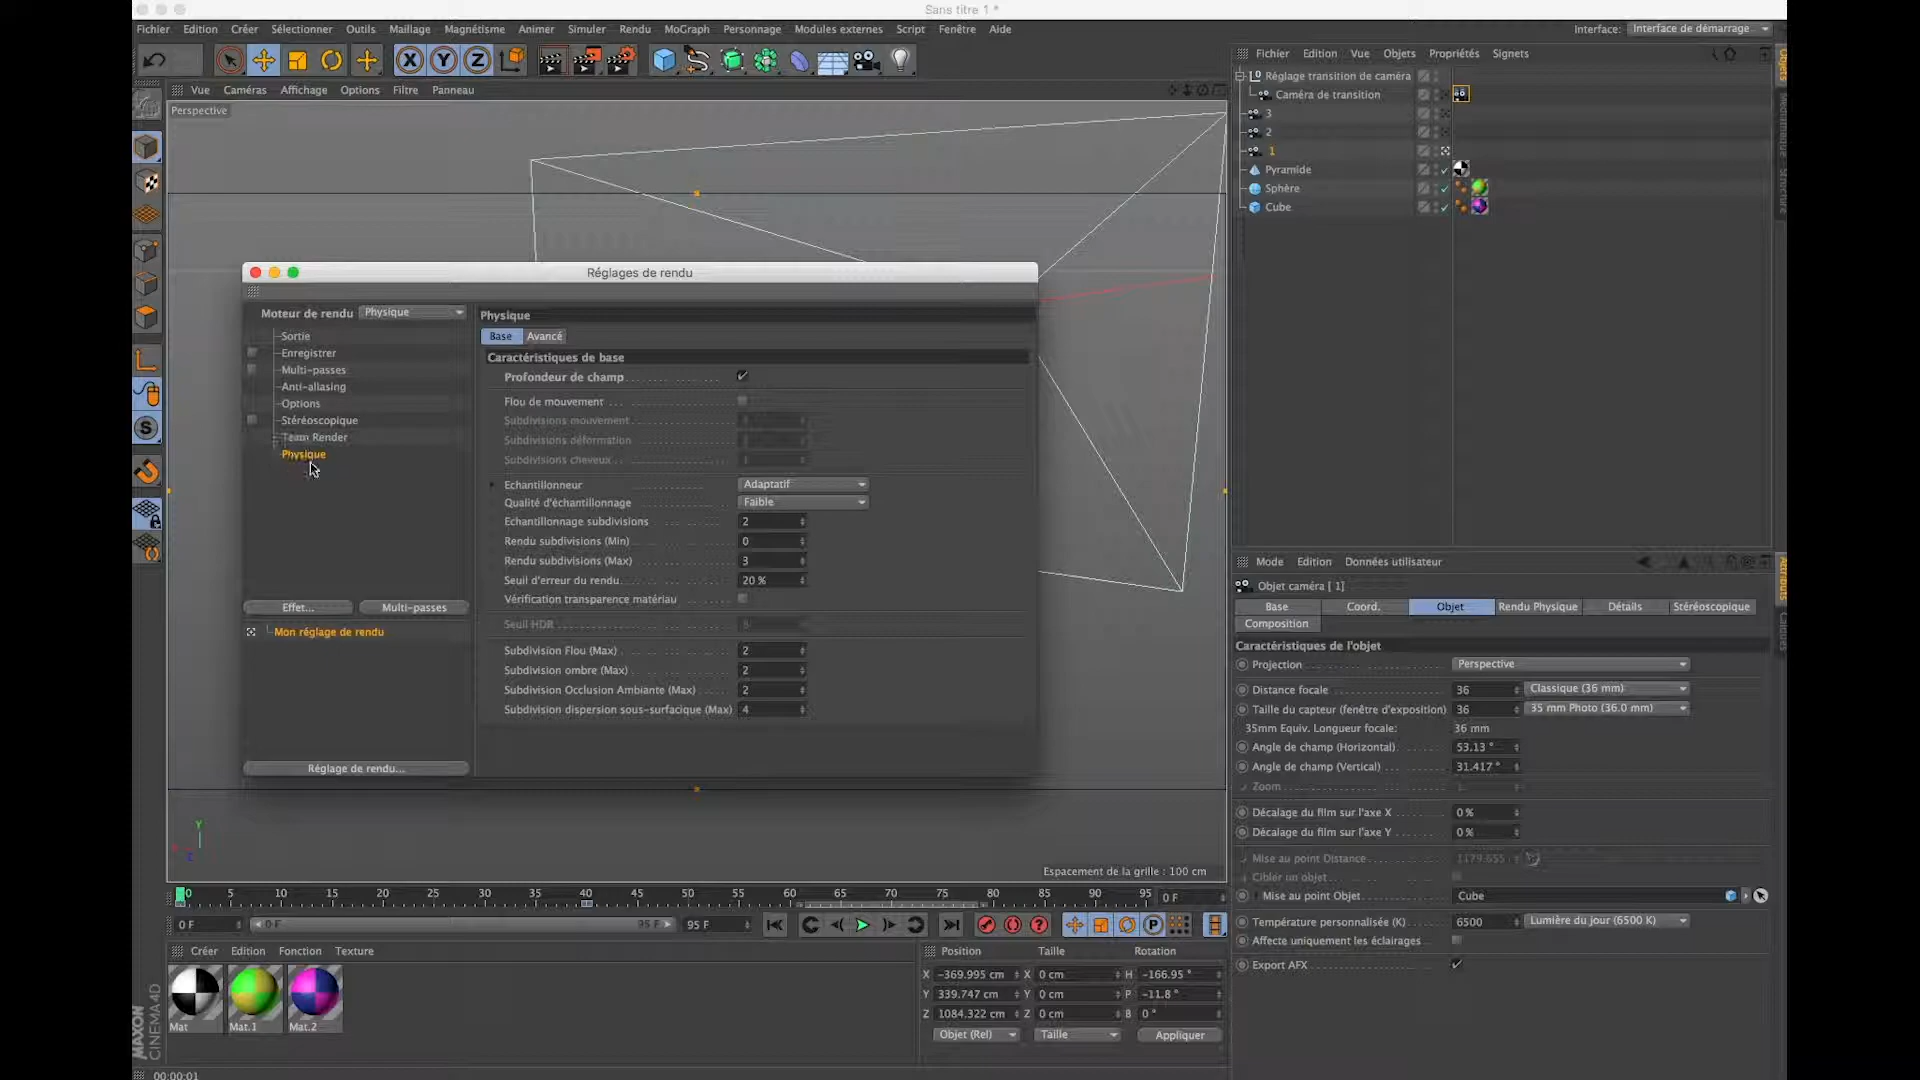 Sans titre 1 *
Fichier Edition Créer Sélectionner Outils Maillage Magnétisme Animer Simuler Rendu MoGraph Personnage Modules externes Script Fenêtre Aide
Interface: Interface de démarrage
X Y Z
Fichier Edition Vue Objets Propriétés Signets
Objets
Structure
Réglage transition de caméra
Caméra de transition
3
2
1
Pyramide
Sphère
Cube
Vue Caméras Affichage Options Filtre Panneau
Perspective
Réglages de rendu
Moteur de rendu Physique
Sortie
Enregistrer
Multi-passes
Anti-aliasing
Options
Stéréoscopique
Team Render
Physique
Effet... Multi-passes
Mon réglage de rendu
Réglage de rendu...
Physique
Base Avancé
Caractéristiques de base
Profondeur de champ
Flou de mouvement
Subdivisions mouvement
Subdivisions déformation
Subdivisions cheveux
Echantillonneur Adaptatif
Qualité d'échantillonnage Faible
Echantillonnage subdivisions 2
Rendu subdivisions (Min) 0
Rendu subdivisions (Max) 3
Seuil d'erreur du rendu 20 %
Vérification transparence matériau
Seuil HDR 8
Subdivision Flou (Max) 2
Subdivision ombre (Max) 2
Subdivision Occlusion Ambiante (Max) 2
Subdivision dispersion sous-surfacique (Max) 4
Y
Espacement de la grille : 100 cm
0 5 10 15 20 25 30 35 40 45 50 55 60 65 70 75 80 85 90 95 0 F
0 F 0 F 95 F 95 F
Créer Edition Fonction Texture
Mat Mat.1 Mat.2
MAXON
CINEMA 4D
00:00:01
Position Taille Rotation
X -369.995 cm X 0 cm H -166.95 °
Y 339.747 cm Y 0 cm P -11.8 °
Z 1084.322 cm Z 0 cm B 0 °
Objet (Rel) Taille Appliquer
Mode Edition Données utilisateur
Attributs
Objet caméra [ 1]
Base Coord. Objet Rendu Physique Détails Stéréoscopique
Composition
Caractéristiques de l'objet
Projection Perspective
Distance focale 36 Classique (36 mm)
Taille du capteur (fenêtre d'exposition) 36 35 mm Photo (36.0 mm)
35mm Equiv. Longueur focale: 36 mm
Angle de champ (Horizontal) 53.13 °
Angle de champ (Vertical) 31.417 °
Zoom
Décalage du film sur l'axe X 0 %
Décalage du film sur l'axe Y 0 %
Mise au point Distance 1179.655
Cibler un objet
Mise au point Objet Cube
Température personnalisée (K) 6500 Lumière du jour (6500 K)
Affecte uniquement les éclairages
Export AFX